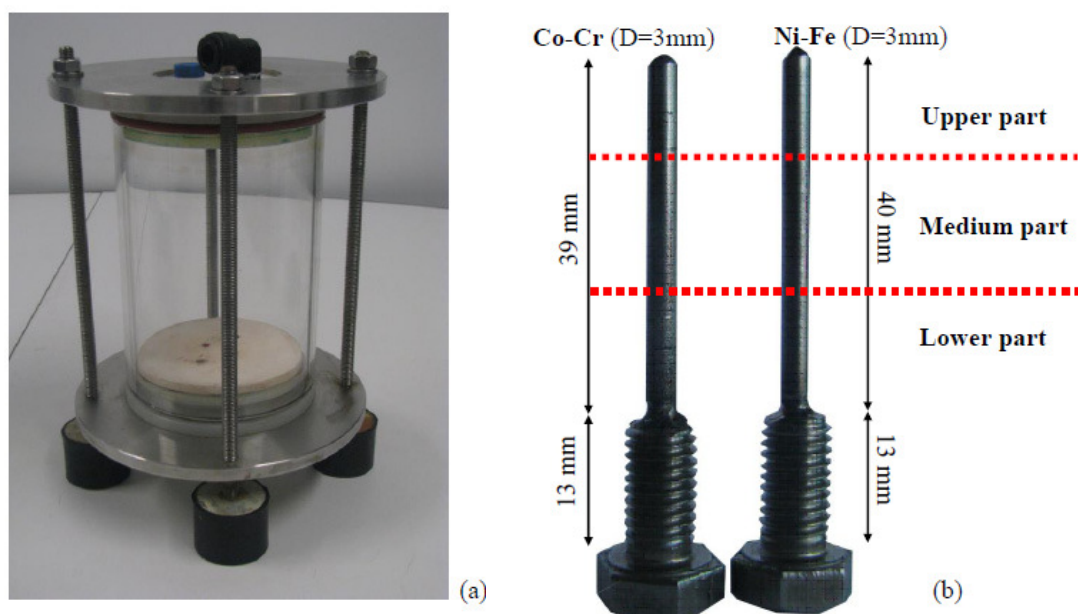 Co-Cr (D=3mm)
Ni-Fe (D=3mm)
Upper part
39 mm
40 mm
Medium part
Lower part
13 mm
13 mm
(a)
(b)